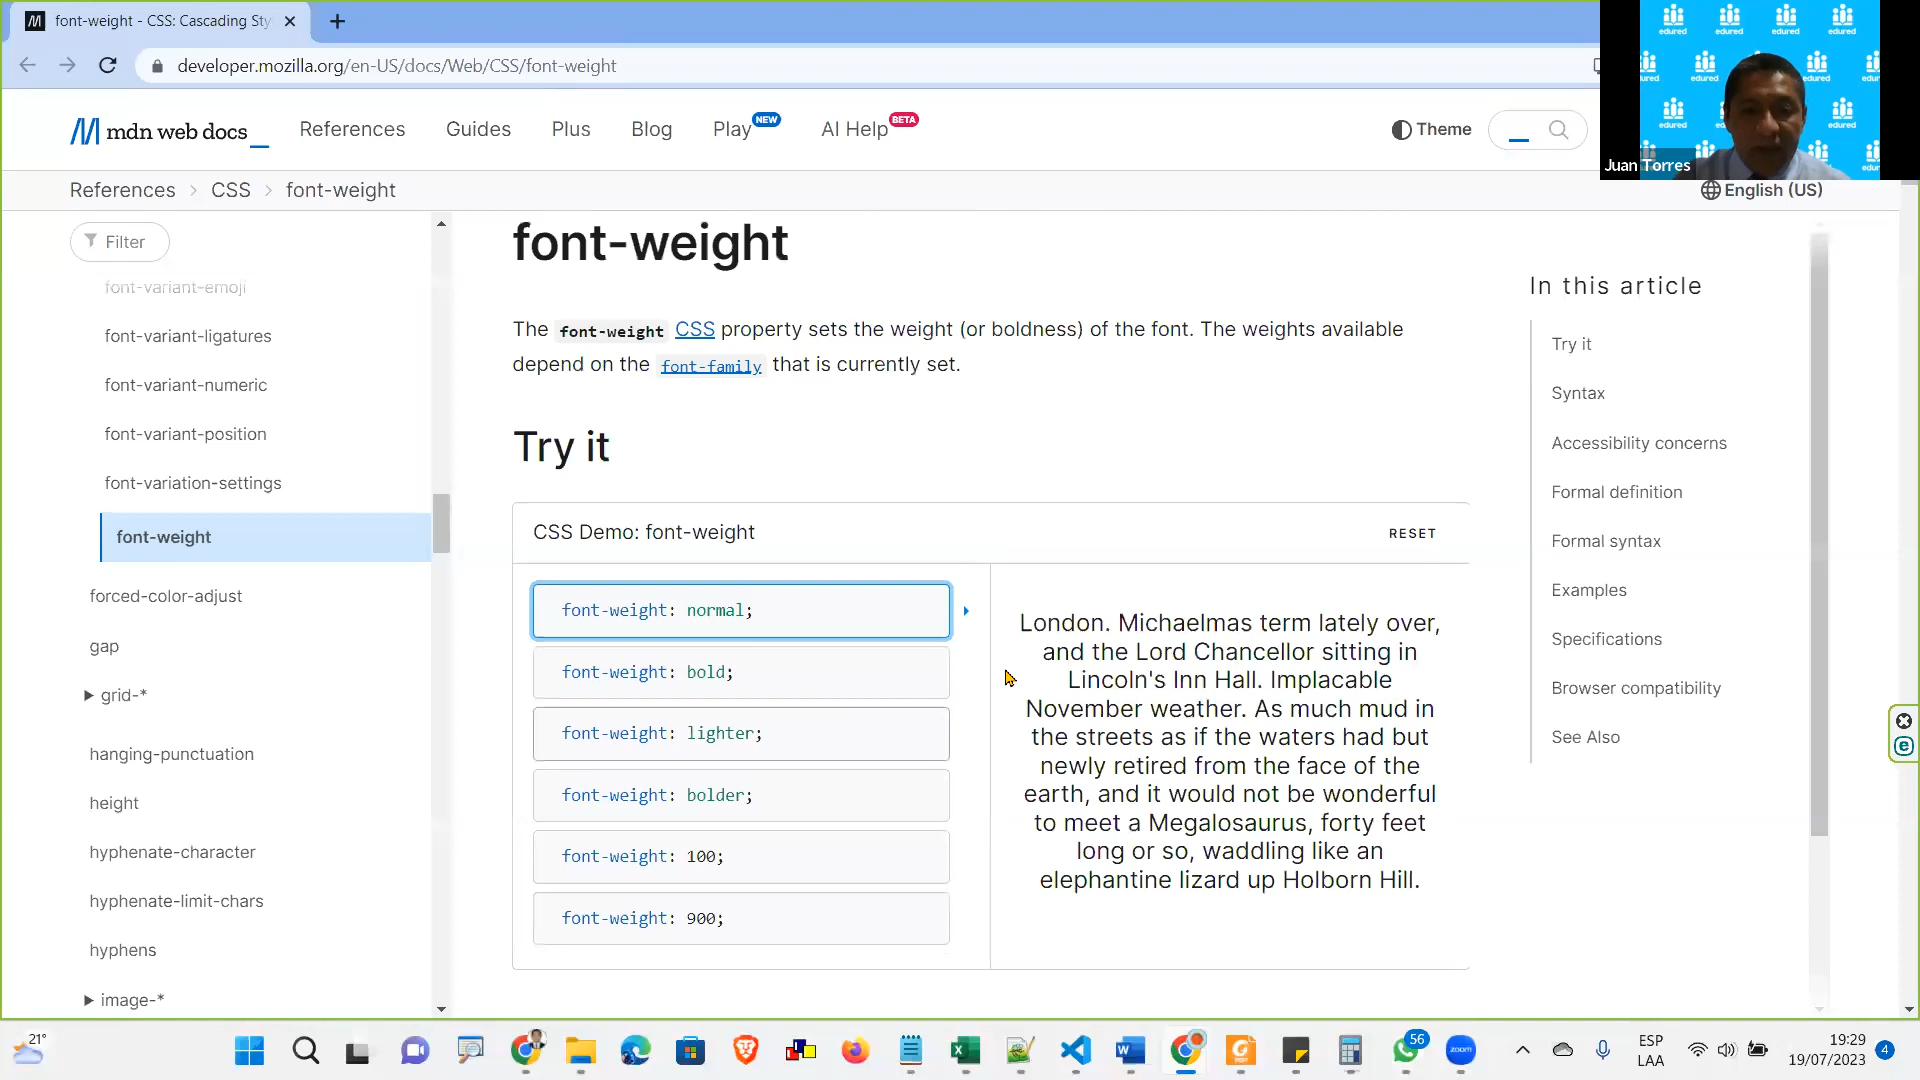 font-weight - CSS: Cascading Sty
developer.mozilla.org/en-US/docs/Web/CSS/font-weight
edured edured edured edured
edured
edured
edured
edured
Juan Torres
mdn web docs
References Guides Plus Blog Play NEW AI Help BETA
Theme
References > CSS > font-weight
English (US)
Filter
font-variant-emoji
font-variant-ligatures
font-variant-numeric
font-variant-position
font-variation-settings
font-weight
forced-color-adjust
gap
grid-*
hanging-punctuation
height
hyphenate-character
hyphenate-limit-chars
hyphens
image-*
font-weight
The font-weight CSS property sets the weight (or boldness) of the font. The weights available
depend on the font-family that is currently set.
Try it
CSS Demo: font-weight
RESET
font-weight: normal;
font-weight: bold;
font-weight: lighter;
font-weight: bolder;
font-weight: 100;
font-weight: 900;
London. Michaelmas term lately over,
and the Lord Chancellor sitting in
Lincoln's Inn Hall. Implacable
November weather. As much mud in
the streets as if the waters had but
newly retired from the face of the
earth, and it would not be wonderful
to meet a Megalosaurus, forty feet
long or so, waddling like an
elephantine lizard up Holborn Hill.
In this article
Try it
Syntax
Accessibility concerns
Formal definition
Formal syntax
Examples
Specifications
Browser compatibility
See Also
21°
56
zoom
ESP
LAA
19:29
19/07/2023
4